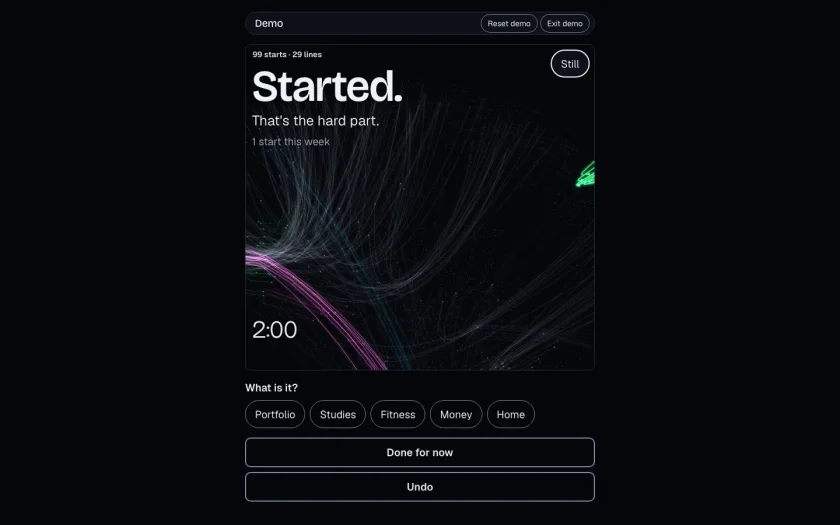 Demo
Reset demo
Exit demo
99 starts · 29 lines
Still
Started.
That's the hard part.
1 start this week
2:00
What is it?
Portfolio
Studies
Fitness
Money
Home
Done for now
Undo